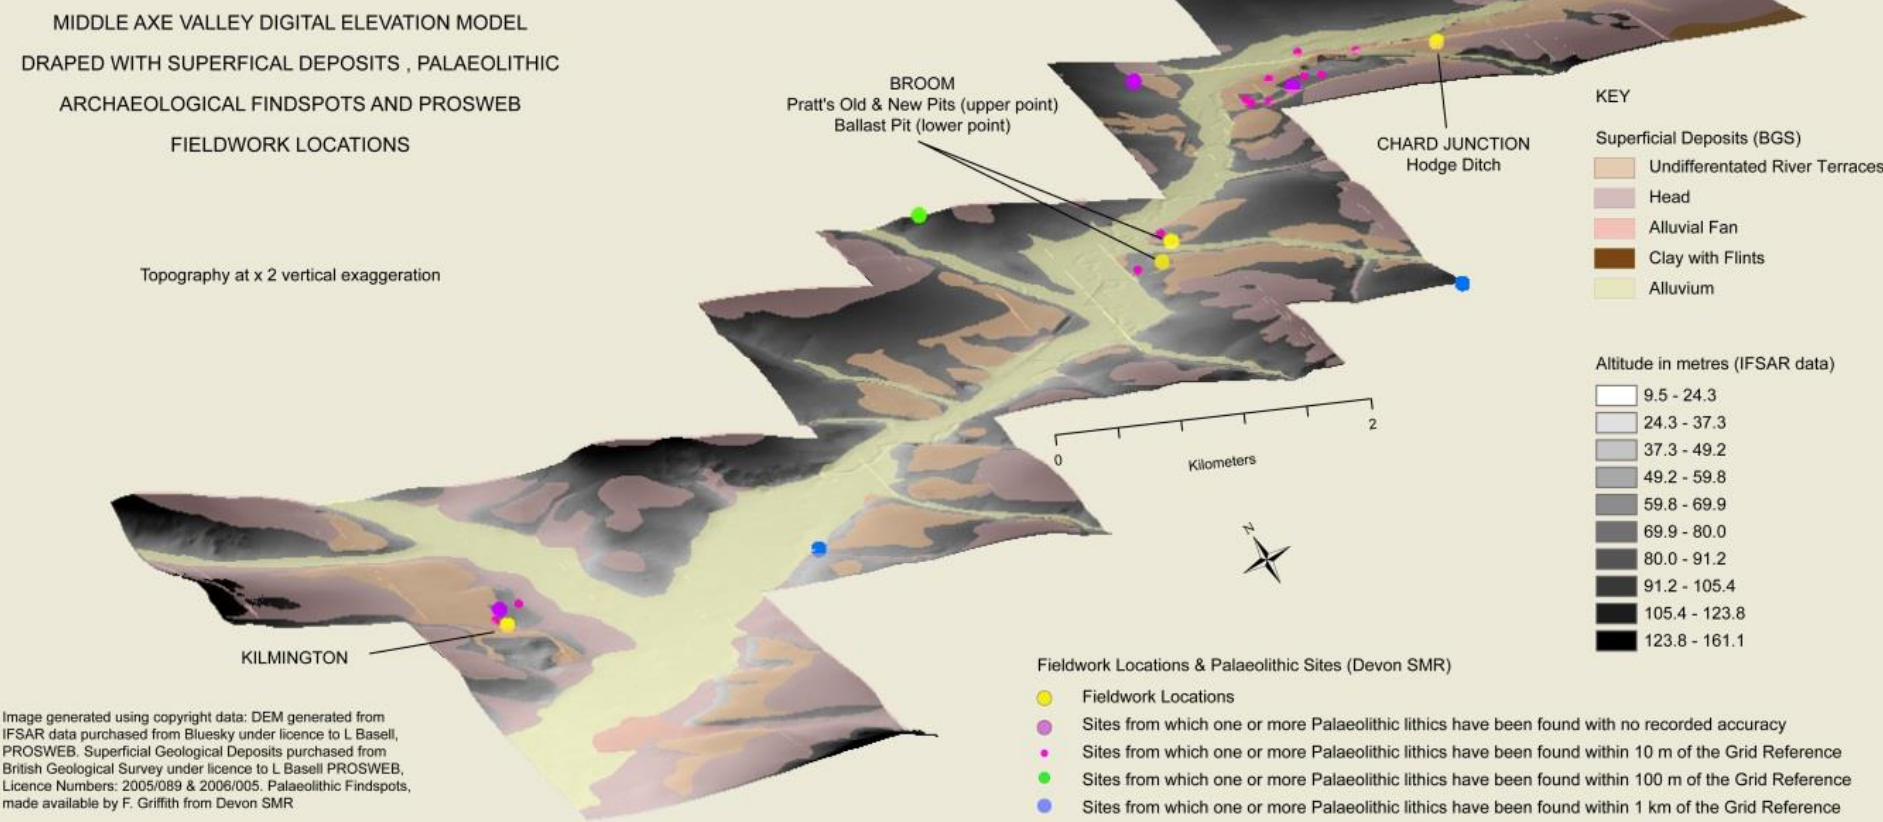 MIDDLE AXE VALLEY DIGITAL ELEVATION MODEL
DRAPED WITH SUPERFICAL DEPOSITS , PALAEOLITHIC
ARCHAEOLOGICAL FINDSPOTS AND PROSWEB
FIELDWORK LOCATIONS
Topography at x 2 vertical exaggeration
BROOM
Pratt's Old & New Pits (upper point)
Ballast Pit (lower point)
CHARD JUNCTION
Hodge Ditch
KILMINGTON
0
2
Kilometers
N
KEY
Superficial Deposits (BGS)
Undifferentated River Terraces
Head
Alluvial Fan
Clay with Flints
Alluvium
Altitude in metres (IFSAR data)
9.5 - 24.3
24.3 - 37.3
37.3 - 49.2
49.2 - 59.8
59.8 - 69.9
69.9 - 80.0
80.0 - 91.2
91.2 - 105.4
105.4 - 123.8
123.8 - 161.1
Fieldwork Locations & Palaeolithic Sites (Devon SMR)
Fieldwork Locations
Sites from which one or more Palaeolithic lithics have been found with no recorded accuracy
Sites from which one or more Palaeolithic lithics have been found within 10 m of the Grid Reference
Sites from which one or more Palaeolithic lithics have been found within 100 m of the Grid Reference
Sites from which one or more Palaeolithic lithics have been found within 1 km of the Grid Reference
Image generated using copyright data: DEM generated from
IFSAR data purchased from Bluesky under licence to L Basell,
PROSWEB. Superficial Geological Deposits purchased from
British Geological Survey under licence to L Basell PROSWEB,
Licence Numbers: 2005/089 & 2006/005. Palaeolithic Findspots,
made available by F. Griffith from Devon SMR